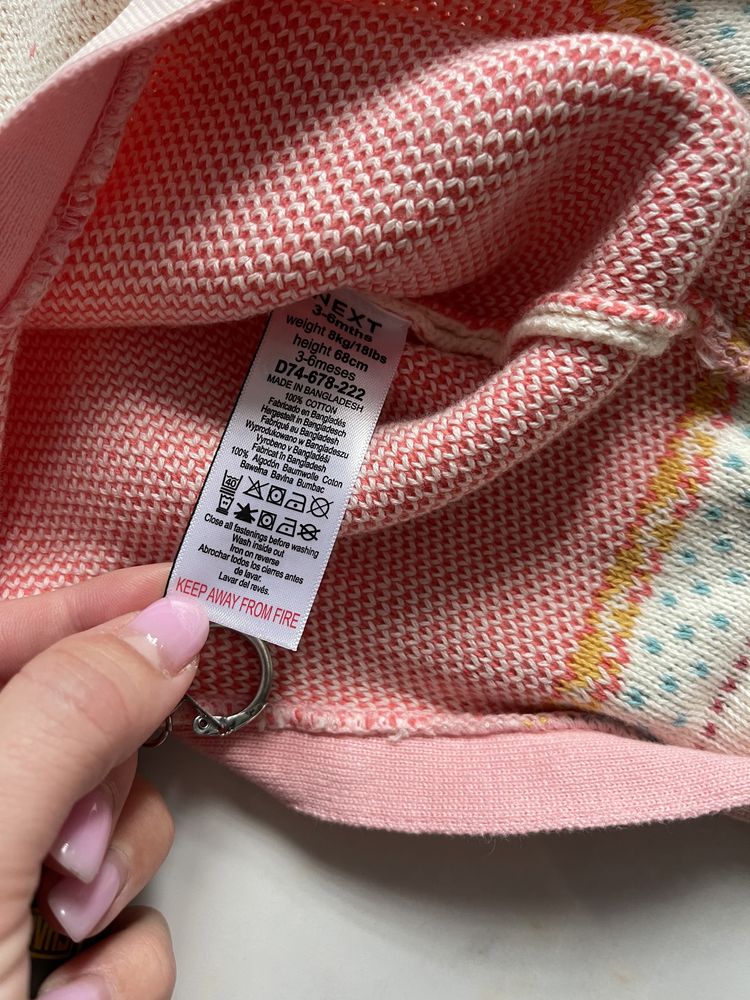 NEXT
3-6mths
weight 8kg/18lbs
height 68cm
3-6meses
D74-678-222
MADE IN BANGLADESH
100% COTTON
Fabricado en Bangladés
Hergestellt in Bangladesch
Fabriqué au Bangladesh
Wyprodukowano w Bangladeszu
Vyrobeno v Bangladéši
Fabricat în Bangladesh
100% Algodón Baumwolle Coton
Bawełna Bavlna Bumbac
40
Close all fastenings before washing
Wash inside out
Iron on reverse
Abrochar todos los cierres antes
de lavar.
Lavar del revés.
KEEP AWAY FROM FIRE